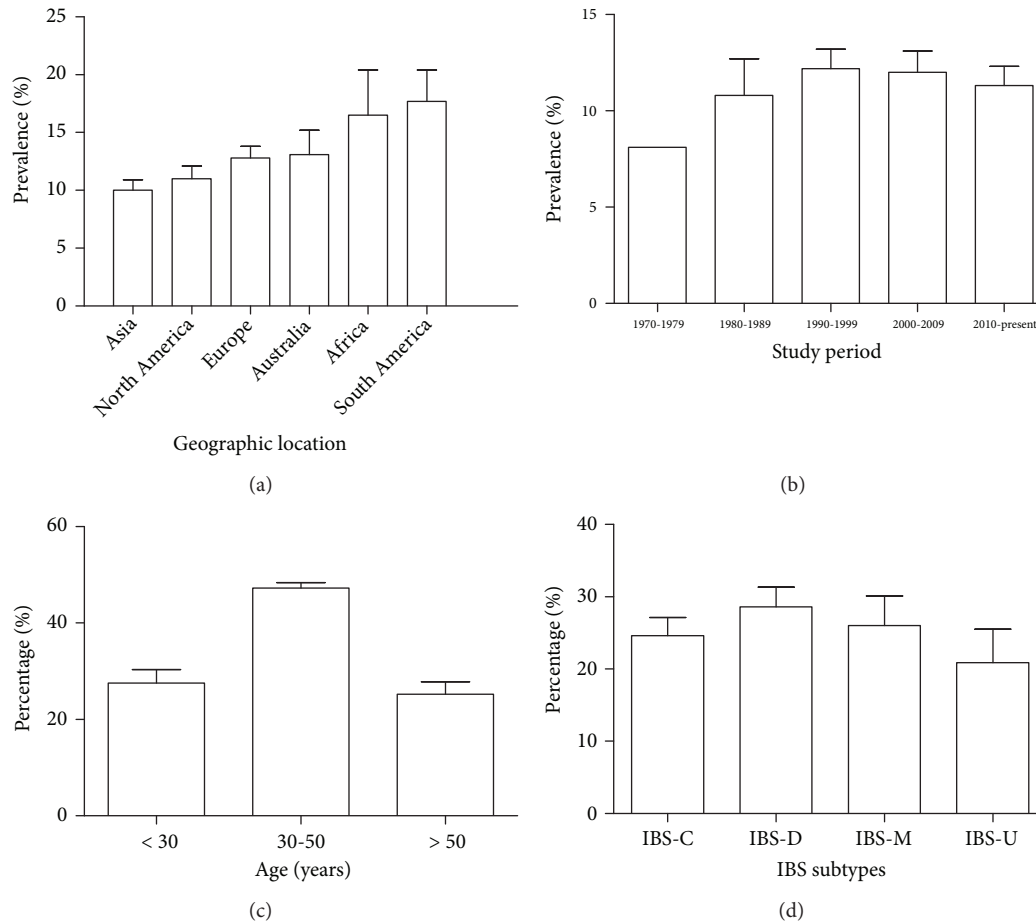 25
20
15
10
5
0
Prevalence (%)
Asia
North America
Europe
Australia
Africa
South America
Geographic location
(a)
15
10
5
0
Prevalence (%)
1970-1979
1980-1989
1990-1999
2000-2009
2010-present
Study period
(b)
60
40
20
0
Percentage (%)
< 30
30-50
> 50
Age (years)
(c)
40
30
20
10
0
Percentage (%)
IBS-C
IBS-D
IBS-M
IBS-U
IBS subtypes
(d)